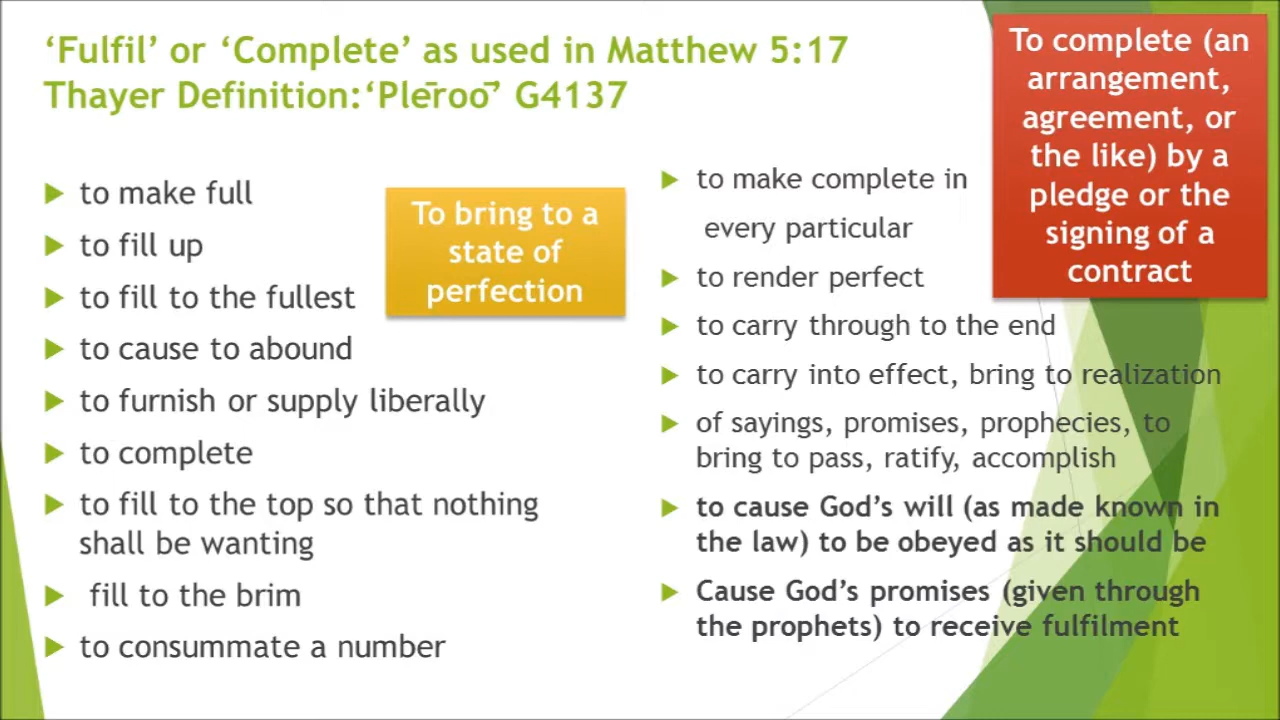 ‘Fulfil’ or ‘Complete’ as used in Matthew 5:17
Thayer Definition:‘Plēroō’ G4137
to make full
to fill up
to fill to the fullest
to cause to abound
to furnish or supply liberally
to complete
to fill to the top so that nothing
shall be wanting
fill to the brim
to consummate a number
To bring to a
state of
perfection
to make complete in
every particular
to render perfect
to carry through to the end
to carry into effect, bring to realization
of sayings, promises, prophecies, to
bring to pass, ratify, accomplish
to cause God’s will (as made known in
the law) to be obeyed as it should be
Cause God’s promises (given through
the prophets) to receive fulfilment
To complete (an
arrangement,
agreement, or
the like) by a
pledge or the
signing of a
contract